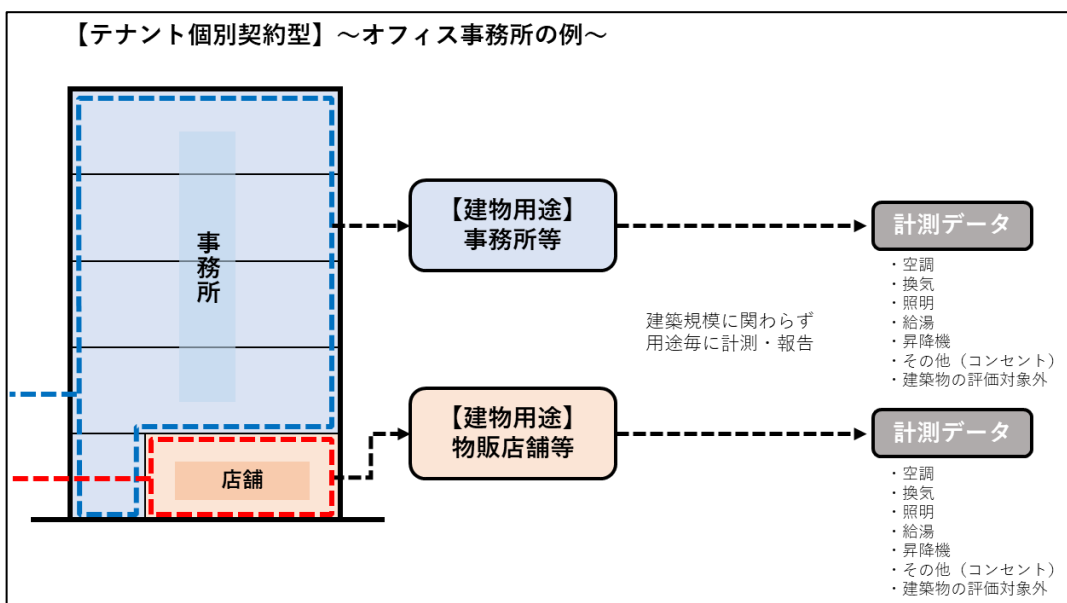 【テナント個別契約型】～オフィス事務所の例～
事務所
店舗
【建物用途】
事務所等
建築規模に関わらず
用途毎に計測・報告
【建物用途】
物販店舗等
計測データ
・空調
・換気
・照明
・給湯
・昇降機
・その他（コンセント）
・建築物の評価対象外
計測データ
・空調
・換気
・照明
・給湯
・昇降機
・その他（コンセント）
・建築物の評価対象外